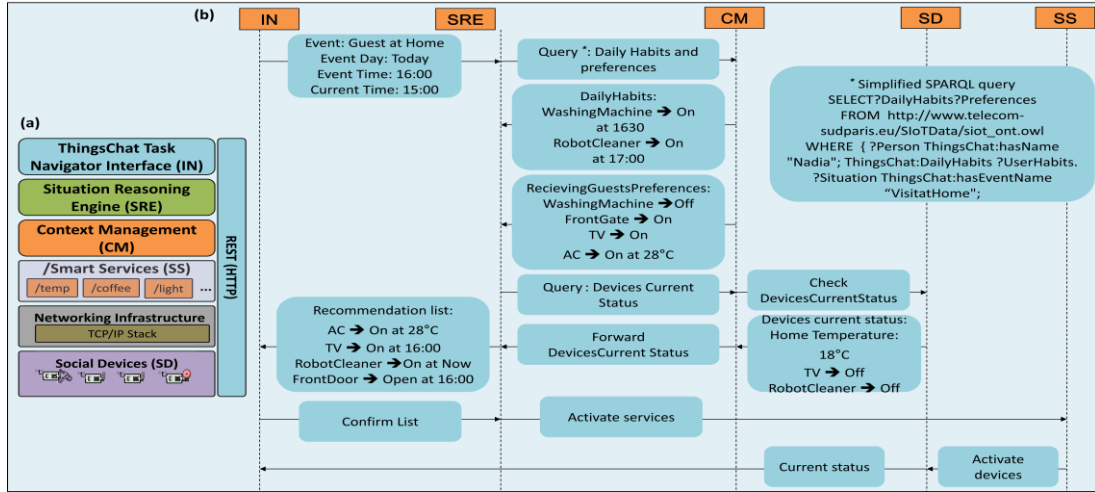 (b)
IN
SRE
CM
SD
SS
Event: Guest at Home
Event Day: Today
Event Time: 16:00
Current Time: 15:00
Query *: Daily Habits and
preferences
* Simplified SPARQL query
SELECT?DailyHabits?Preferences
FROM http://www.telecom-
sudparis.eu/SIoTData/siot_ont.owl
WHERE { ?Person ThingsChat:hasName
"Nadia"; ThingsChat:DailyHabits ?UserHabits.
?Situation ThingsChat:hasEventName
“VisitatHome";
DailyHabits:
WashingMachine ➔ On
at 1630
RobotCleaner ➔ On
at 17:00
(a)
ThingsChat Task
Navigator Interface (IN)
Situation Reasoning
Engine (SRE)
Context Management
(CM)
/Smart Services (SS)
/temp
/coffee
/light
...
Networking Infrastructure
TCP/IP Stack
Social Devices (SD)
REST (HTTP)
RecievingGuestsPreferences:
WashingMachine ➔Off
FrontGate ➔ On
TV ➔ On
AC ➔ On at 28°C
Query : Devices Current
Status
Check
DevicesCurrentStatus
Recommendation list:
AC ➔ On at 28°C
TV ➔ On at 16:00
RobotCleaner ➔On at Now
FrontDoor ➔ Open at 16:00
Forward
DevicesCurrent Status
Devices current status:
Home Temperature:
18°C
TV ➔ Off
RobotCleaner ➔ Off
Confirm List
Activate services
Current status
Activate
devices